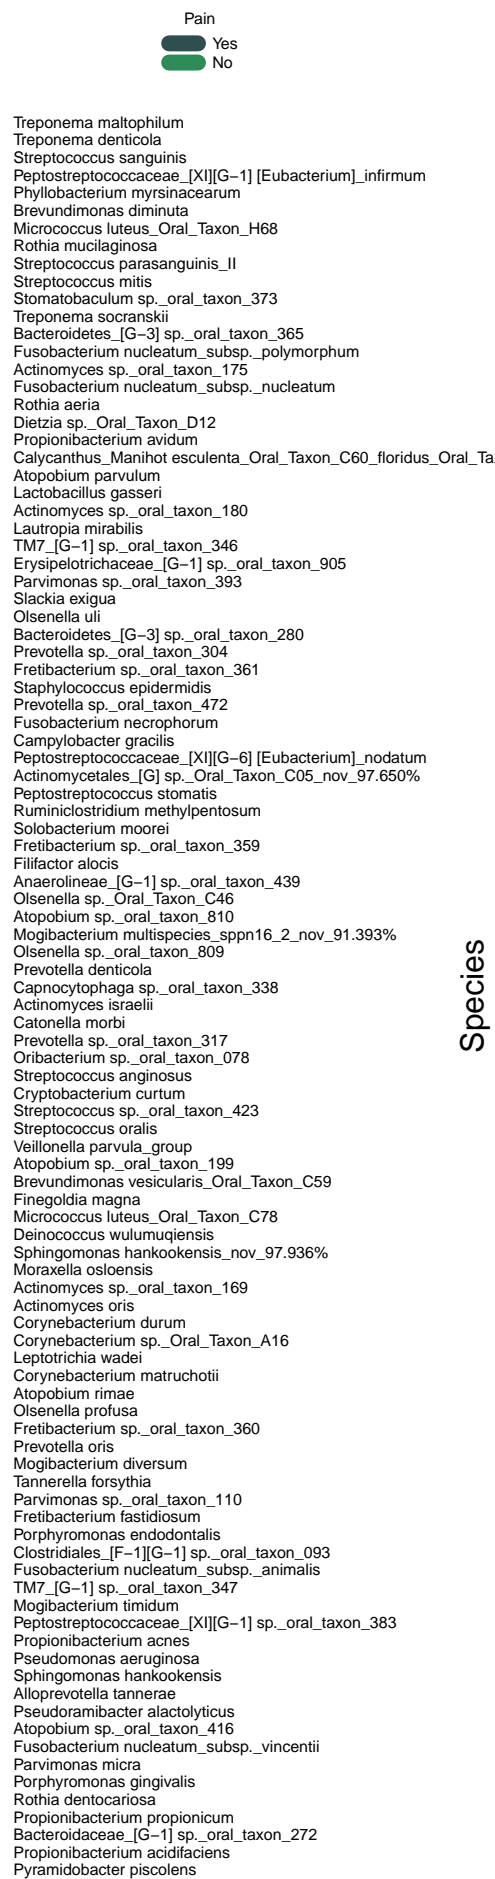 Pain
Yes
No
Treponema maltophilum
Treponema denticola
Streptococcus sanguinis
Peptostreptococcaceae_[XI][G−1] [Eubacterium]_infirmum
Phyllobacterium myrsinacearum
Brevundimonas diminuta
Micrococcus luteus_Oral_Taxon_H68
Rothia mucilaginosa
Streptococcus parasanguinis_II
Streptococcus mitis
Stomatobaculum sp._oral_taxon_373
Treponema socranskii
Bacteroidetes_[G−3] sp._oral_taxon_365
Fusobacterium nucleatum_subsp._polymorphum
Actinomyces sp._oral_taxon_175
Fusobacterium nucleatum_subsp._nucleatum
Rothia aeria
Dietzia sp._Oral_Taxon_D12
Propionibacterium avidum
Calycanthus_Manihot esculenta_Oral_Taxon_C60_floridus_Oral_Ta
Atopobium parvulum
Lactobacillus gasseri
Actinomyces sp._oral_taxon_180
Lautropia mirabilis
TM7_[G−1] sp._oral_taxon_346
Erysipelotrichaceae_[G−1] sp._oral_taxon_905
Parvimonas sp._oral_taxon_393
Slackia exigua
Olsenella uli
Bacteroidetes_[G−3] sp._oral_taxon_280
Prevotella sp._oral_taxon_304
Fretibacterium sp._oral_taxon_361
Staphylococcus epidermidis
Prevotella sp._oral_taxon_472
Fusobacterium necrophorum
Campylobacter gracilis
Peptostreptococcaceae_[XI][G−6] [Eubacterium]_nodatum
Actinomycetales_[G] sp._Oral_Taxon_C05_nov_97.650%
Peptostreptococcus stomatis
Ruminiclostridium methylpentosum
Solobacterium moorei
Fretibacterium sp._oral_taxon_359
Filifactor alocis
Anaerolineae_[G−1] sp._oral_taxon_439
Olsenella sp._Oral_Taxon_C46
Atopobium sp._oral_taxon_810
Mogibacterium multispecies_sppn16_2_nov_91.393%
Olsenella sp._oral_taxon_809
Prevotella denticola
Capnocytophaga sp._oral_taxon_338
Actinomyces israelii
Catonella morbi
Prevotella sp._oral_taxon_317
Oribacterium sp._oral_taxon_078
Streptococcus anginosus
Cryptobacterium curtum
Streptococcus sp._oral_taxon_423
Streptococcus oralis
Veillonella parvula_group
Atopobium sp._oral_taxon_199
Brevundimonas vesicularis_Oral_Taxon_C59
Finegoldia magna
Micrococcus luteus_Oral_Taxon_C78
Deinococcus wulumuqiensis
Sphingomonas hankookensis_nov_97.936%
Moraxella osloensis
Actinomyces sp._oral_taxon_169
Actinomyces oris
Corynebacterium durum
Corynebacterium sp._Oral_Taxon_A16
Leptotrichia wadei
Corynebacterium matruchotii
Atopobium rimae
Olsenella profusa
Fretibacterium sp._oral_taxon_360
Prevotella oris
Mogibacterium diversum
Tannerella forsythia
Parvimonas sp._oral_taxon_110
Fretibacterium fastidiosum
Porphyromonas endodontalis
Clostridiales_[F−1][G−1] sp._oral_taxon_093
Fusobacterium nucleatum_subsp._animalis
TM7_[G−1] sp._oral_taxon_347
Mogibacterium timidum
Peptostreptococcaceae_[XI][G−1] sp._oral_taxon_383
Propionibacterium acnes
Pseudomonas aeruginosa
Sphingomonas hankookensis
Alloprevotella tannerae
Pseudoramibacter alactolyticus
Atopobium sp._oral_taxon_416
Fusobacterium nucleatum_subsp._vincentii
Parvimonas micra
Porphyromonas gingivalis
Rothia dentocariosa
Propionibacterium propionicum
Bacteroidaceae_[G−1] sp._oral_taxon_272
Propionibacterium acidifaciens
Pyramidobacter piscolens
Species